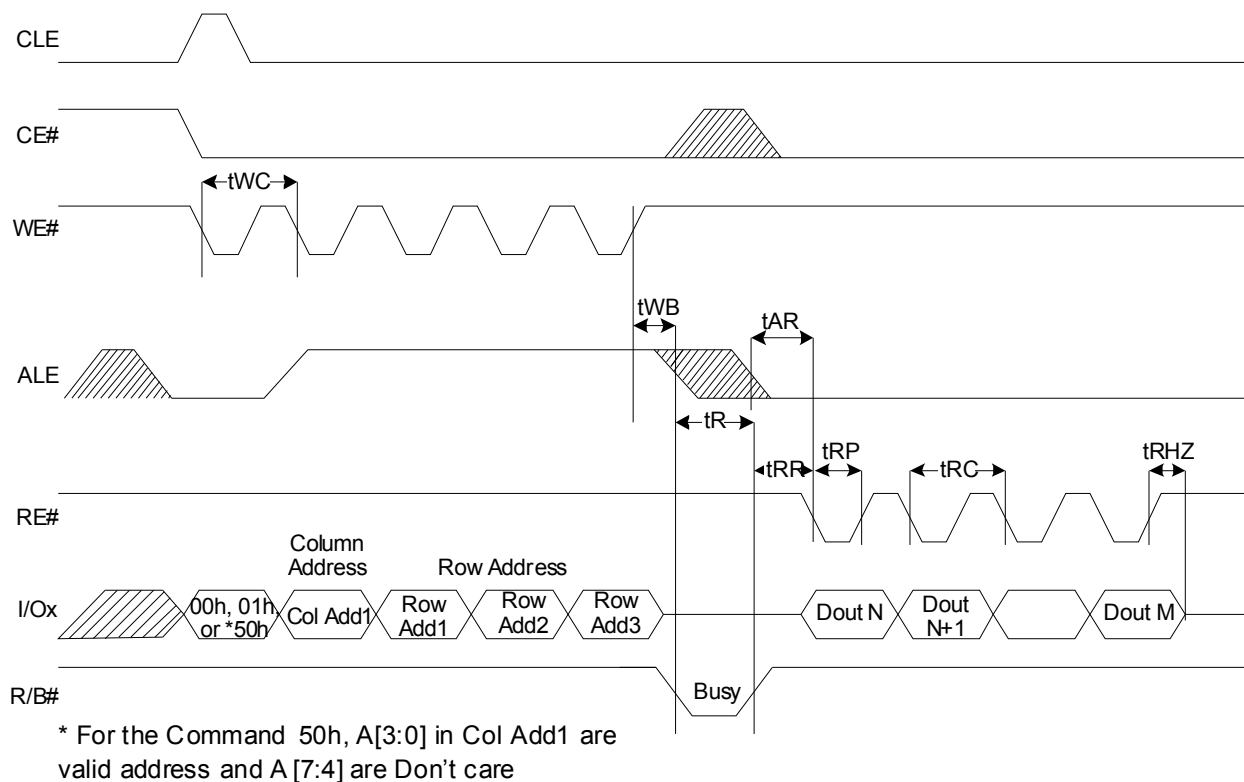 CLE
CE#
tWC
WE#
tWB
tAR
ALE
tR
tRR
tRP
tRC
tRHZ
RE#
Column
Address
Row Address
I/Ox
00h, 01h,
or *50h
Col Add1
Row
Add1
Row
Add2
Row
Add3
Dout N
Dout
N+1
Dout M
R/B#
Busy
* For the Command 50h, A[3:0] in Col Add1 are
valid address and A [7:4] are Don't care